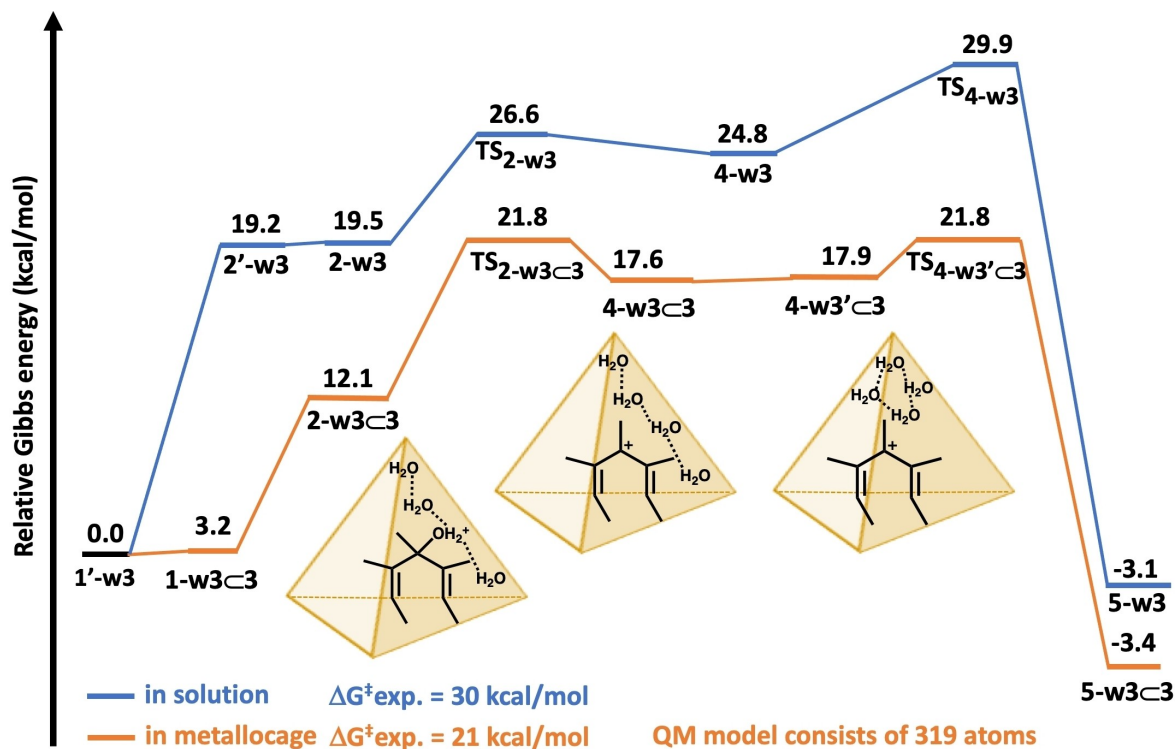 Relative Gibbs energy (kcal/mol)
29.9
TS4-w3
26.6
TS2-w3
24.8
4-w3
19.2
2’-w3
19.5
2-w3
21.8
TS2-w3⊂3
17.6
4-w3⊂3
17.9
4-w3’⊂3
21.8
TS4-w3’⊂3
12.1
2-w3⊂3
0.0
1’-w3
3.2
1-w3⊂3
H2O
H2O
OH2+
H2O
H2O
H2O
H2O
H2O
+
H2O
H2O
H2O
H2O
+
-3.1
5-w3
-3.4
5-w3⊂3
in solution ΔG‡exp. = 30 kcal/mol
in metallocage ΔG‡exp. = 21 kcal/mol QM model consists of 319 atoms